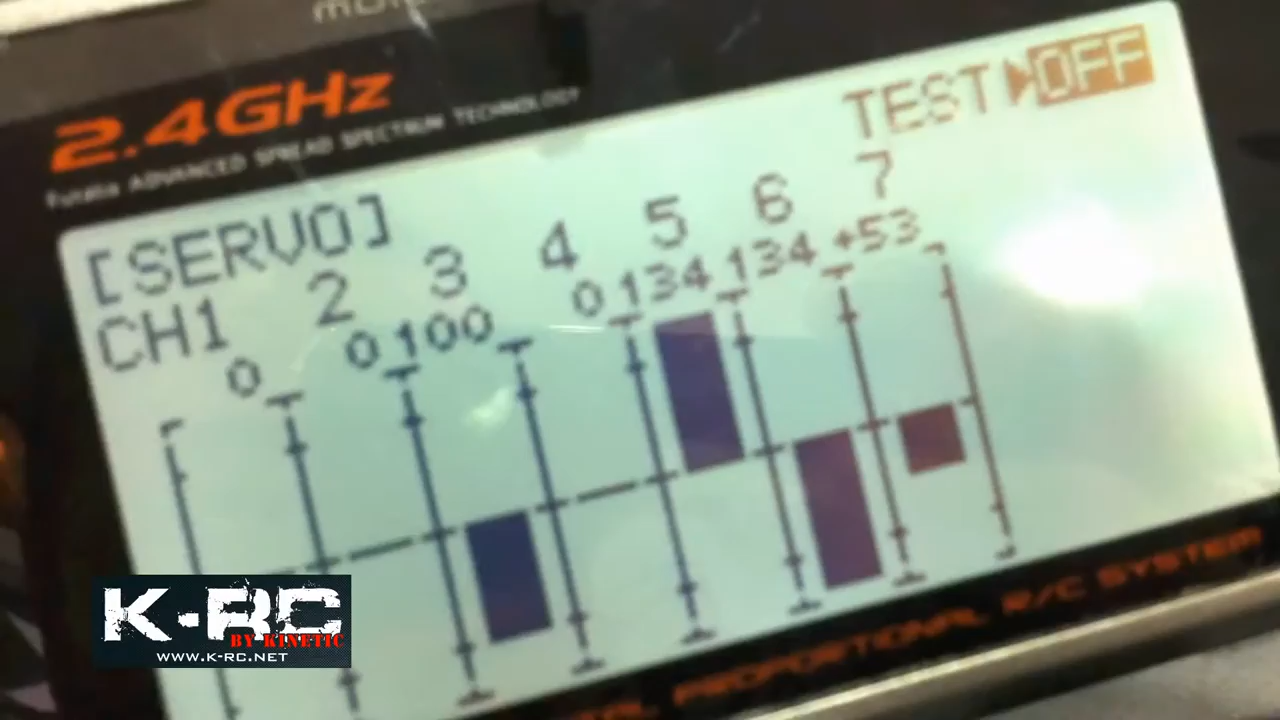 2.4GHz
Futaba ADVANCED SPREAD SPECTRUM TECHNOLOGY
TEST▶OFF
[SERVO]
CH1 2 3 4 5 6 7
0 0 100 0 134 134 +53
PROPORTIONAL R/C SYSTEM
K-RC
BY KINETIC
WWW.K-RC.NET